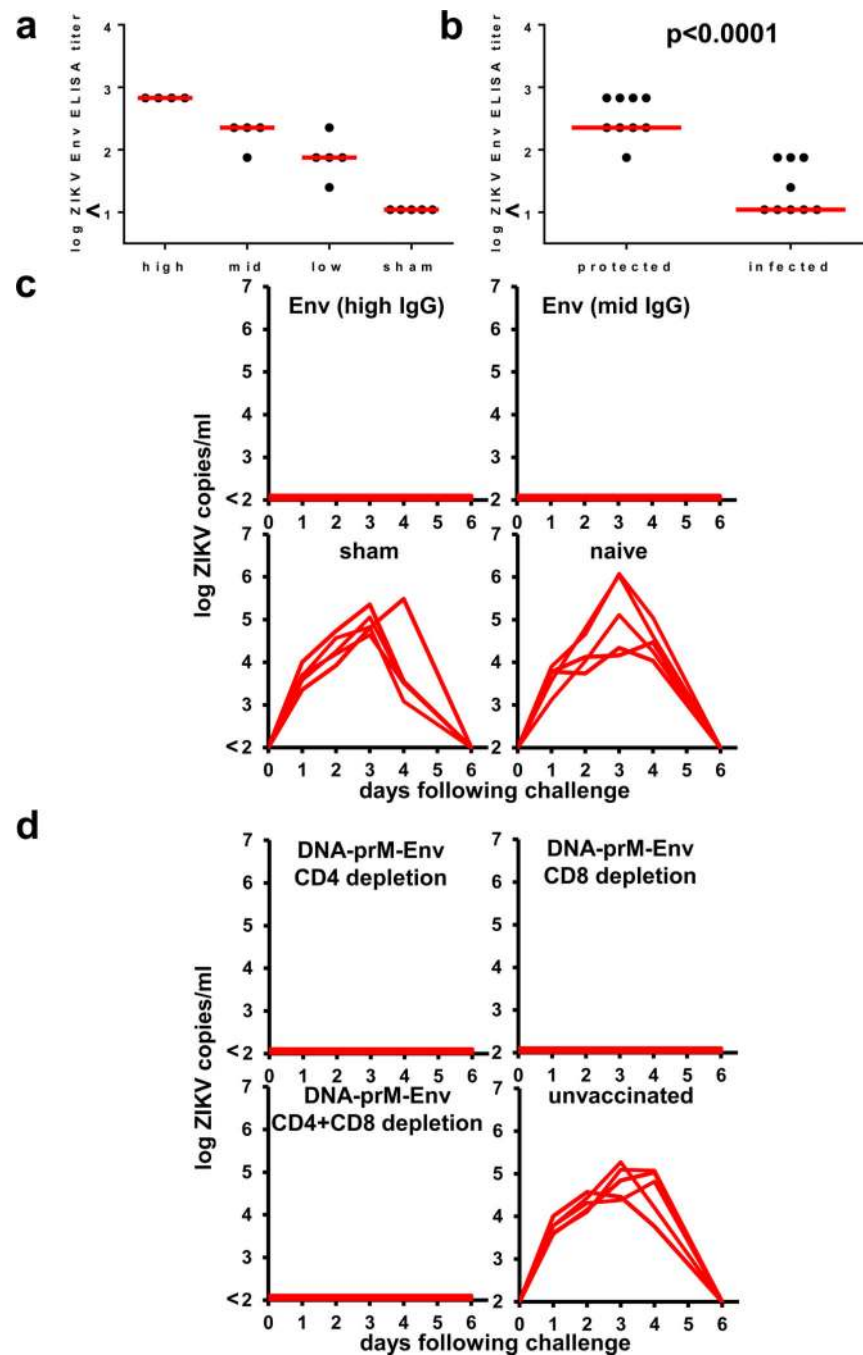 a
b
log ZIKV Env ELISA titer
4
3
2
< 1
high mid low sham
p<0.0001
log ZIKV Env ELISA titer
4
3
2
< 1
protected infected
c
log ZIKV copies/ml
Env (high IgG)
7
6
5
4
3
<2
0 1 2 3 4 5 6
Env (mid IgG)
7
6
5
4
3
2
0 1 2 3 4 5 6
sham
7
6
5
4
3
<2
0 1 2 3 4 5 6
naive
7
6
5
4
3
2
0 1 2 3 4 5 6
days following challenge
d
log ZIKV copies/ml
DNA-prM-Env
CD4 depletion
7
6
5
4
3
<2
0 1 2 3 4 5 6
DNA-prM-Env
CD8 depletion
7
6
5
4
3
2
0 1 2 3 4 5 6
DNA-prM-Env
CD4+CD8 depletion
7
6
5
4
3
<2
0 1 2 3 4 5 6
unvaccinated
7
6
5
4
3
2
0 1 2 3 4 5 6
days following challenge